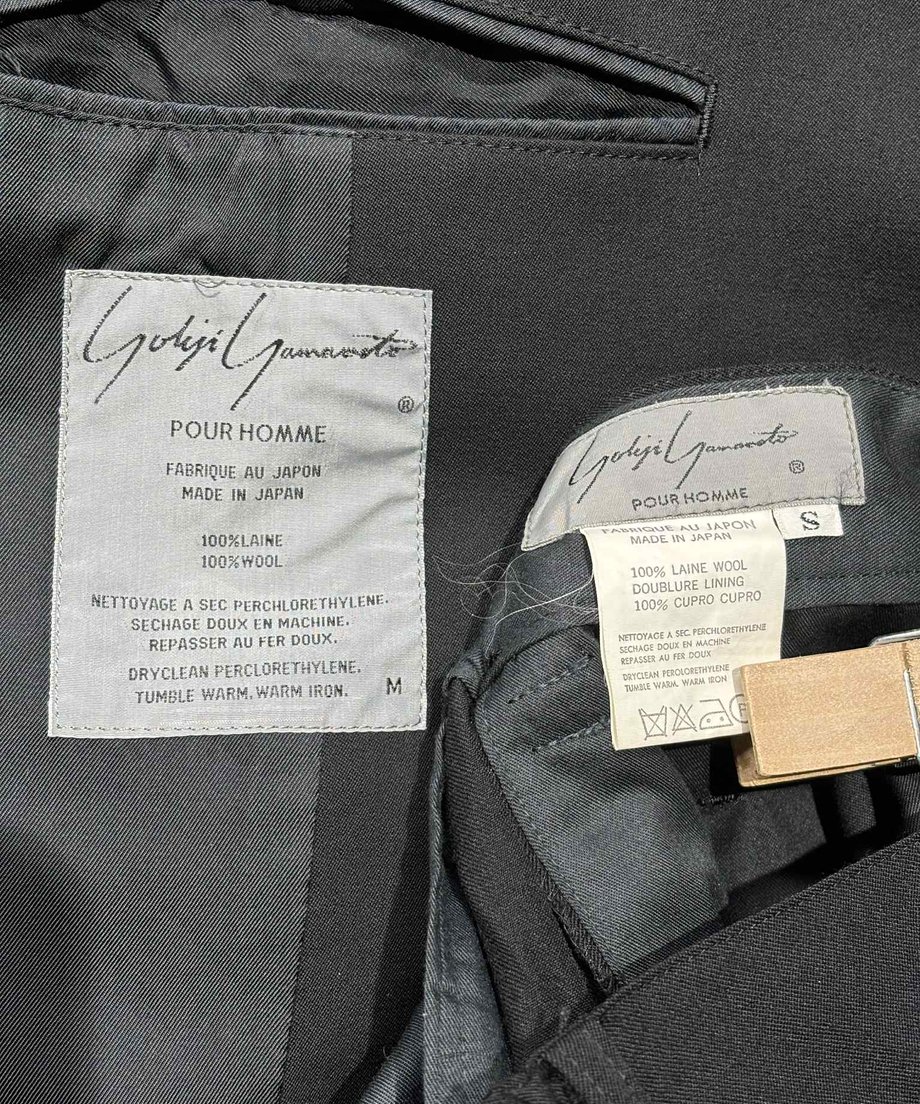 Yohji Yamamoto
®
POUR HOMME
FABRIQUE AU JAPON
MADE IN JAPAN
100%LAINE
100%WOOL
NETTOYAGE A SEC PERCHLORETHYLENE.
SECHAGE DOUX EN MACHINE.
REPASSER AU FER DOUX.
DRYCLEAN PERCLORETHYLENE.
TUMBLE WARM, WARM IRON.
M
Yohji Yamamoto
®
POUR HOMME
S
FABRIQUE AU JAPON
MADE IN JAPAN
100% LAINE WOOL
DOUBLURE LINING
100% CUPRO CUPRO
NETTOYAGE A SEC. PERCHLORETHYLENE
SECHAGE DOUX EN MACHINE
REPASSER AU FER DOUX
DRYCLEAN PEROLORETHYLENE
TUMBLE WARM, WARM IRON